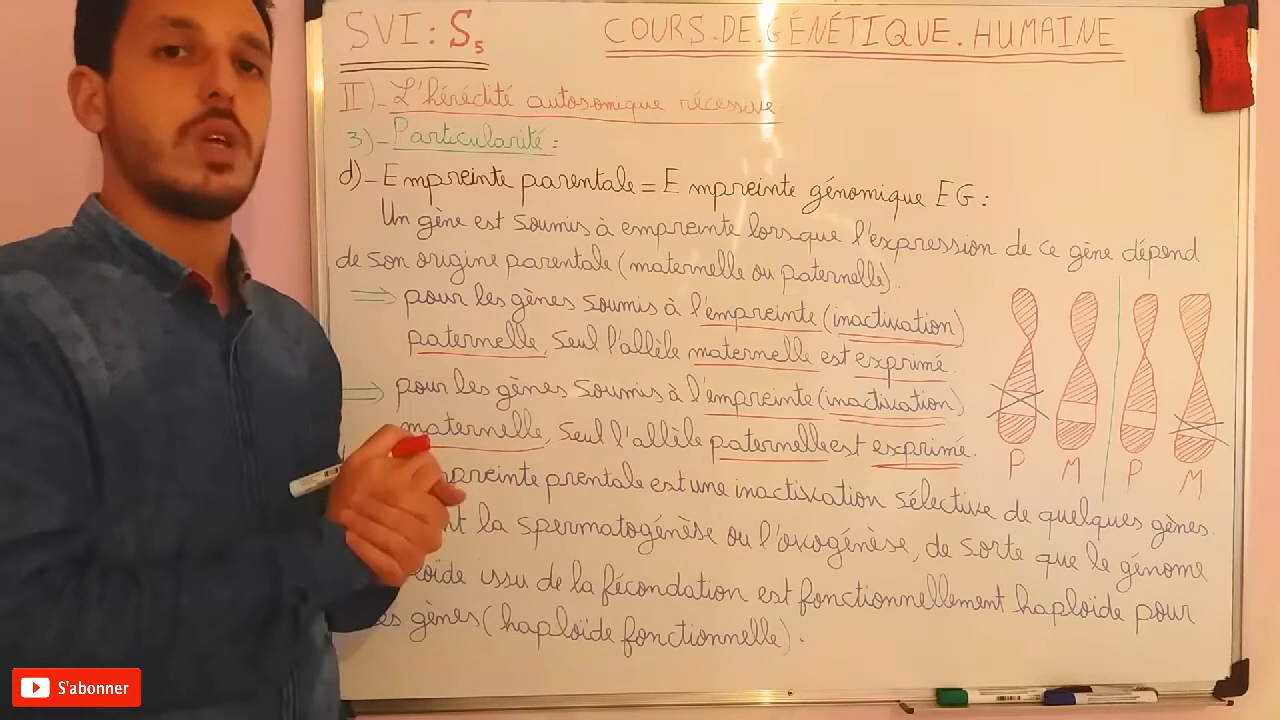 SVI: S5
COURS.DE.GÉNÉTIQUE.HUMAINE
II)- L'hérédité autosomique récessive
3)- Particularité:
d)- Empreinte parentale = Empreinte génomique EG:
Un gène est soumis à empreinte lorsque l'expression de ce gène dépend
de son origine parentale (maternelle ou paternelle).
⇒ pour les gènes soumis à l'empreinte (inactivation)
paternelle, seul l'allèle maternelle est exprimé.
⇒ pour les gènes soumis à l'empreinte (inactivation)
maternelle, seul l'allèle paternelle est exprimé.
preinte prentale est une inactivation sélective de quelques gènes.
nt la spermatogénèse ou l'ovogénèse, de sorte que le génome
oïde issu de la fécondation est fonctionnellement haploïde pour
es gènes (haploïde fonctionnelle).
P M P M
S'abonner